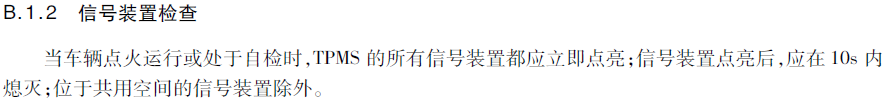 B.1.2 信号装置检查
当车辆点火运行或处于自检时,TPMS 的所有信号装置都应立即点亮;信号装置点亮后,应在 10s 内
熄灭;位于共用空间的信号装置除外。